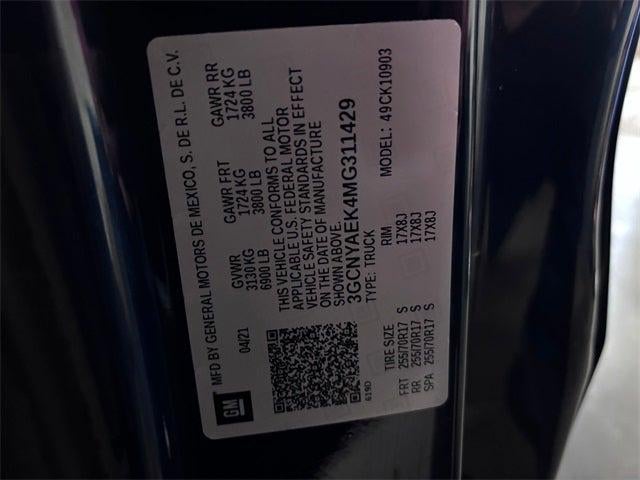 GM
MFD BY GENERAL MOTORS DE MEXICO, S. DE R.L. DE C.V.
04/21
GVWR GAWR FRT GAWR RR
3130 KG 1724 KG 1724 KG
6900 LB 3800 LB 3800 LB
THIS VEHICLE CONFORMS TO ALL
APPLICABLE U.S. FEDERAL MOTOR
VEHICLE SAFETY STANDARDS IN EFFECT
ON THE DATE OF MANUFACTURE
SHOWN ABOVE.
3GCNYAEK4MG311429
619D TYPE: TRUCK MODEL: 49CK10903
TIRE SIZE RIM
FRT 255/70R17 S 17X8J
RR 255/70R17 S 17X8J
SPA 255/70R17 S 17X8J